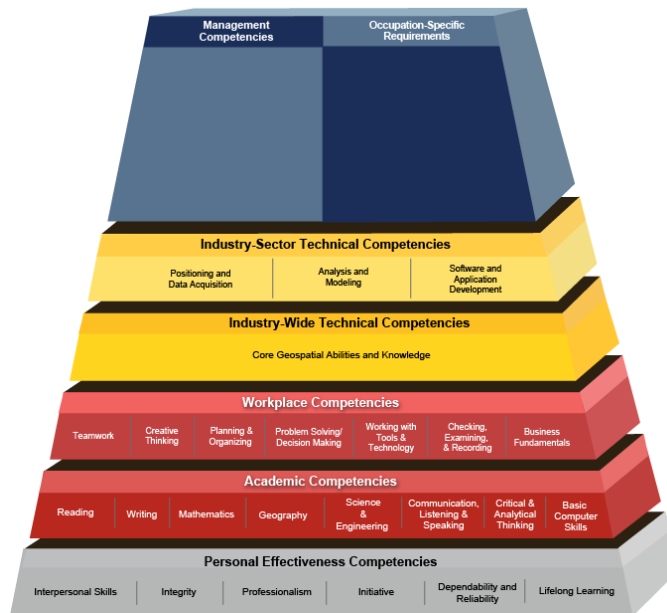 Management
Competencies
Occupation-Specific
Requirements
Industry-Sector Technical Competencies
Positioning and
Data Acquisition
Analysis and
Modeling
Software and
Application
Development
Industry-Wide Technical Competencies
Core Geospatial Abilities and Knowledge
Workplace Competencies
Teamwork
Creative
Thinking
Planning &
Organizing
Problem Solving/
Decision Making
Working with
Tools &
Technology
Checking,
Examining,
& Recording
Business
Fundamentals
Academic Competencies
Reading
Writing
Mathematics
Geography
Science
&
Engineering
Communication,
Listening &
Speaking
Critical &
Analytical
Thinking
Basic
Computer
Skills
Personal Effectiveness Competencies
Interpersonal Skills
Integrity
Professionalism
Initiative
Dependability and
Reliability
Lifelong Learning